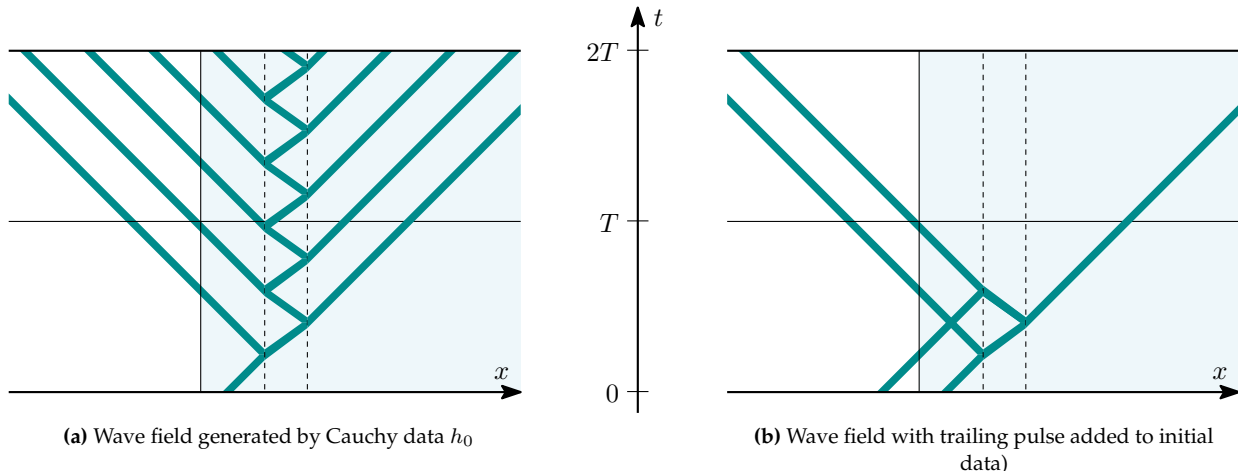 t
2T
T
0
x
x
(a) Wave field generated by Cauchy data h₀
(b) Wave field with trailing pulse added to initial
data)